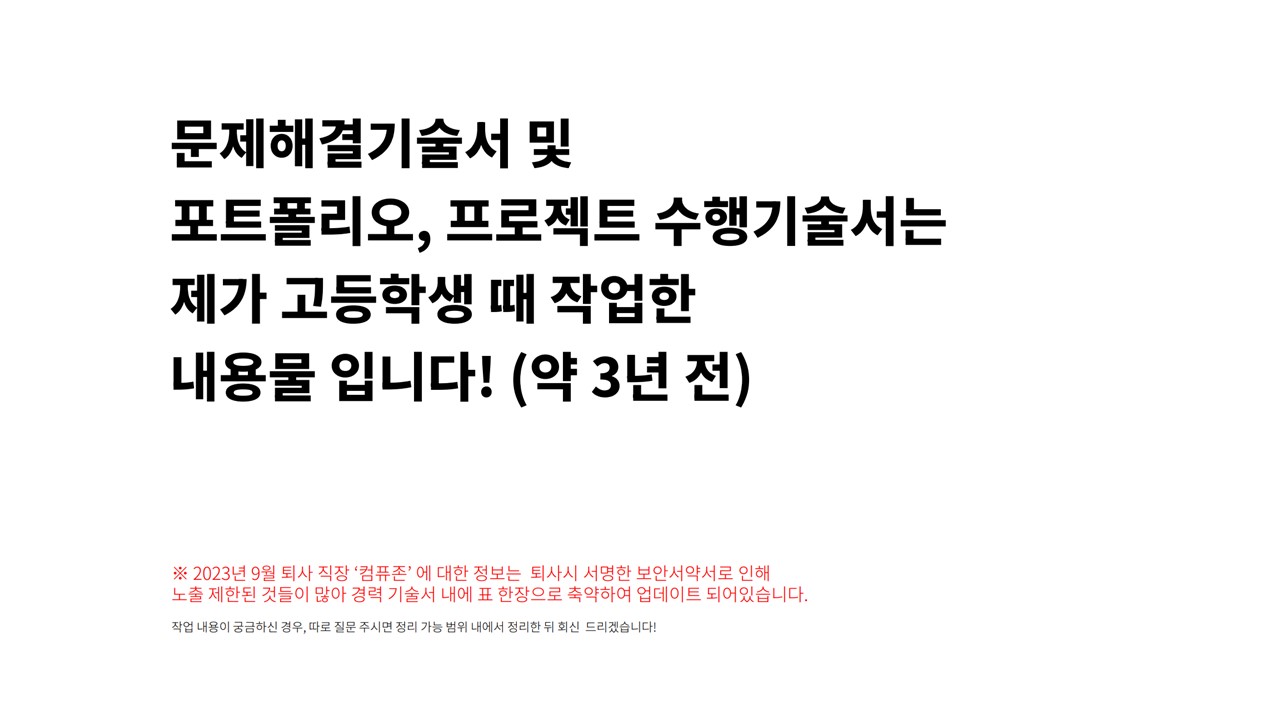 문제해결기술서 및
포트폴리오, 프로젝트 수행기술서는
제가 고등학생 때 작업한
내용물 입니다! (약 3년 전)
※ 2023년 9월 퇴사 직장 ‘컴퓨존’ 에 대한 정보는 퇴사시 서명한 보안서약서로 인해
노출 제한된 것들이 많아 경력 기술서 내에 표 한장으로 축약하여 업데이트 되어있습니다.
작업 내용이 궁금하신 경우, 따로 질문 주시면 정리 가능 범위 내에서 정리한 뒤 회신 드리겠습니다!